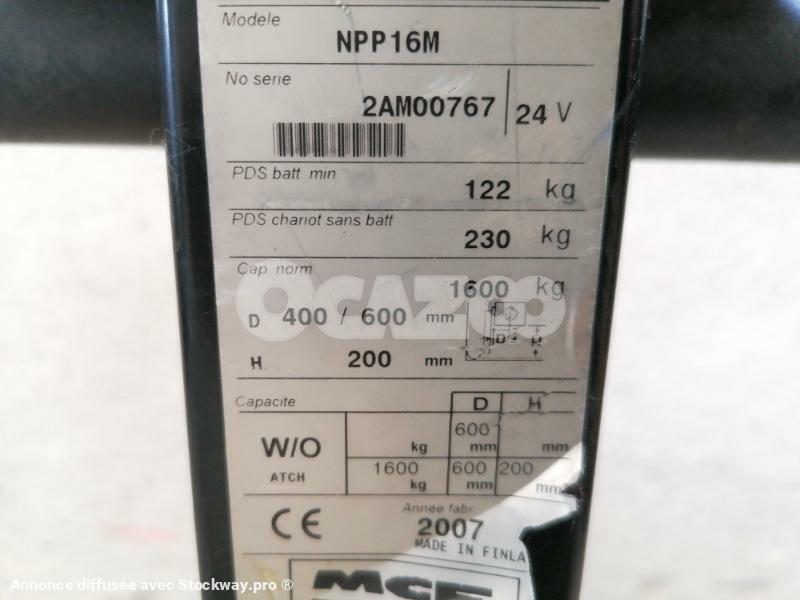 Modele
NPP16M
No serie
2AM00767 24 V
PDS batt. min
122 kg
PDS chariot sans batt
230 kg
Cap. norm
1600 kg
OCAZOO
D 400 / 600 mm
D H
H 200 mm
Capacite D H
600
W/O kg mm mm
ATCH 1600 600 200
kg mm mm
CE Annee fabr
2007
MADE IN FINLA
Annonce diffusée avec Stockway.pro ®